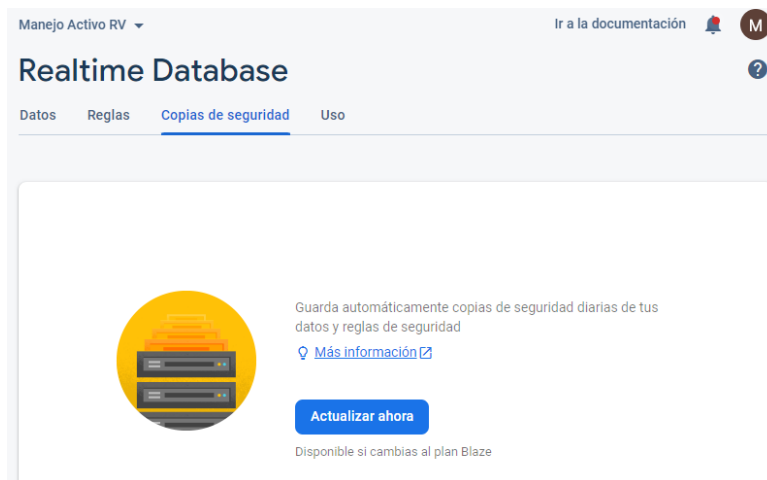 Manejo Activo RV
Ir a la documentación
M
Realtime Database
?
Datos Reglas Copias de seguridad Uso
Guarda automáticamente copias de seguridad diarias de tus
datos y reglas de seguridad
Más información
Actualizar ahora
Disponible si cambias al plan Blaze